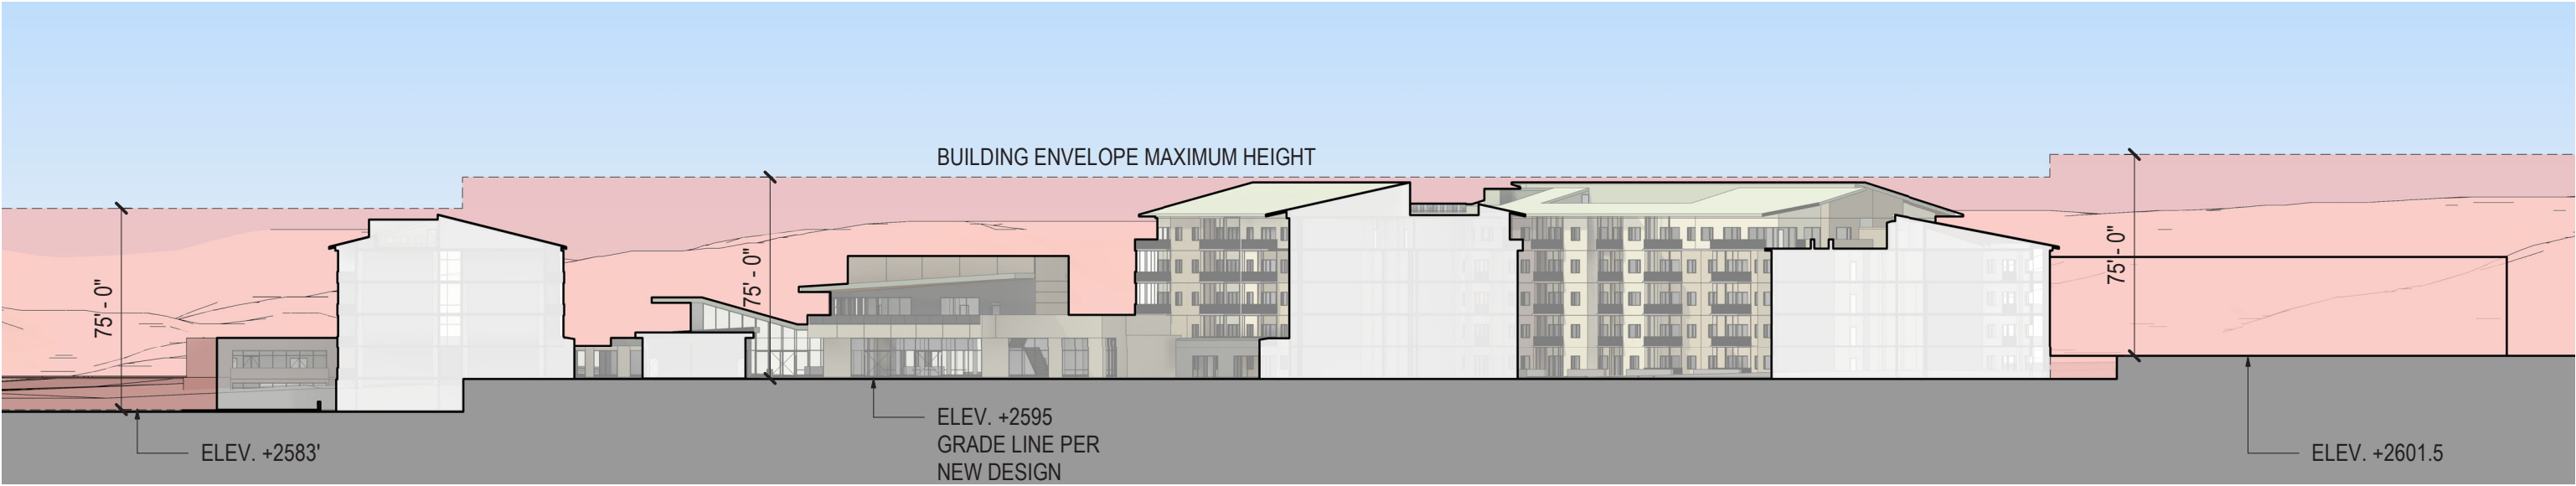 BUILDING ENVELOPE MAXIMUM HEIGHT
75' - 0"
75' - 0"
75' - 0"
ELEV. +2583'
ELEV. +2595
GRADE LINE PER
NEW DESIGN
ELEV. +2601.5